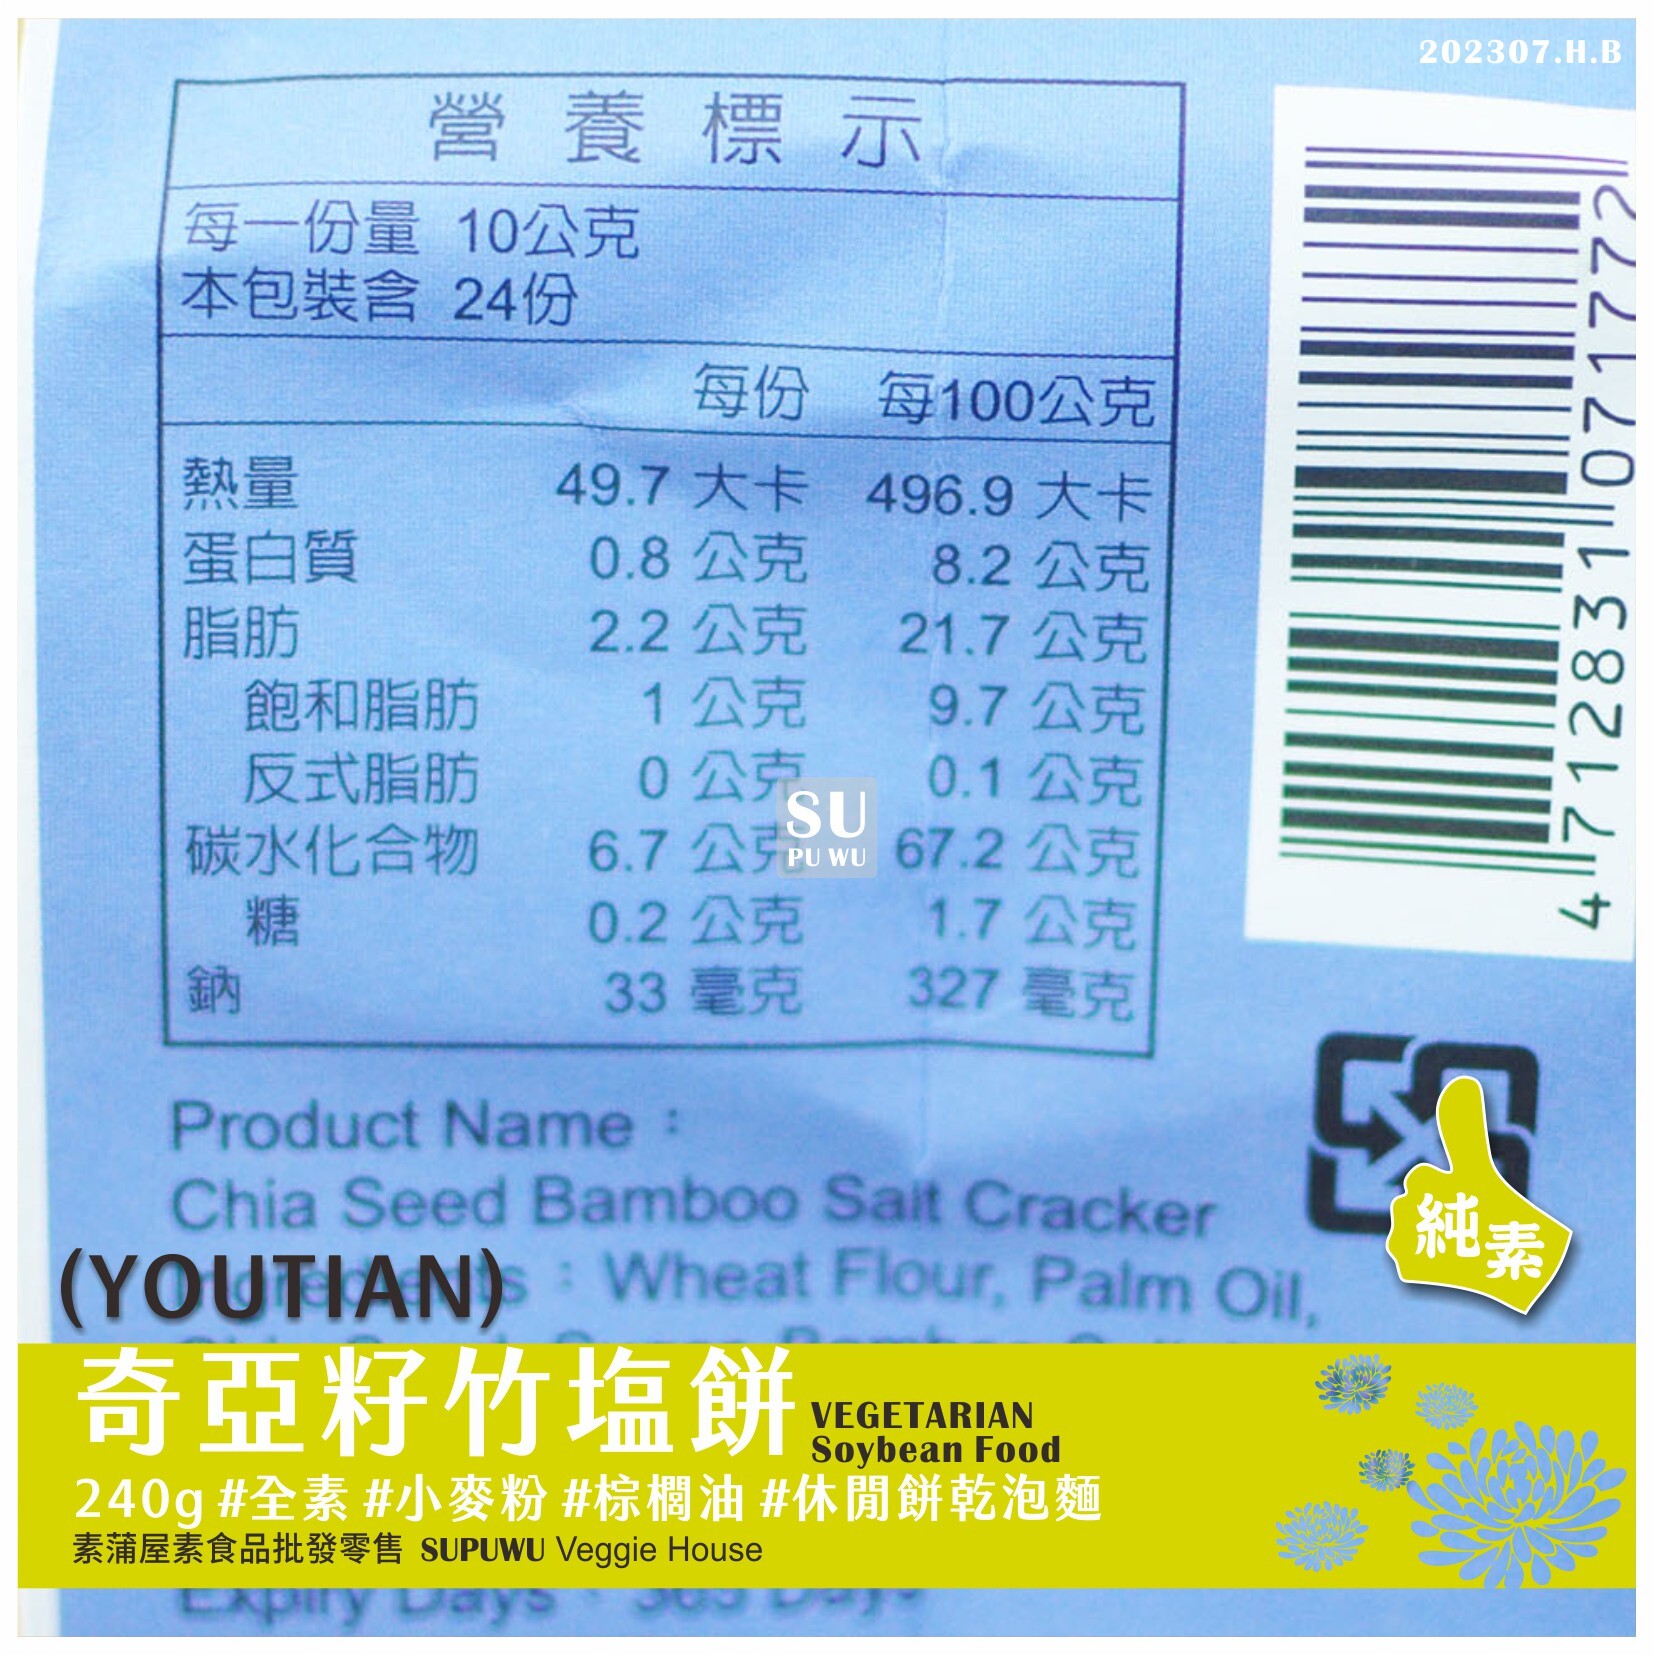 202307.H.B
營養標示
每一份量 10公克
本包裝含 24份
每份 每100公克
熱量 49.7 大卡 496.9 大卡
蛋白質 0.8 公克 8.2 公克
脂肪 2.2 公克 21.7 公克
飽和脂肪 1 公克 9.7 公克
反式脂肪 0 公克 0.1 公克
碳水化合物 6.7 公克 67.2 公克
糖 0.2 公克 1.7 公克
鈉 33 毫克 327 毫克
SU
PU WU
4712831071772
Product Name：
Chia Seed Bamboo Salt Cracker
Ingredients：Wheat Flour, Palm Oil,
純素
(YOUTIAN)
奇亞籽竹塩餅
VEGETARIAN
Soybean Food
240g #全素 #小麥粉 #棕櫚油 #休閒餅乾泡麵
素蒲屋素食品批發零售 SUPUWU Veggie House
Expiry Days：365 Days